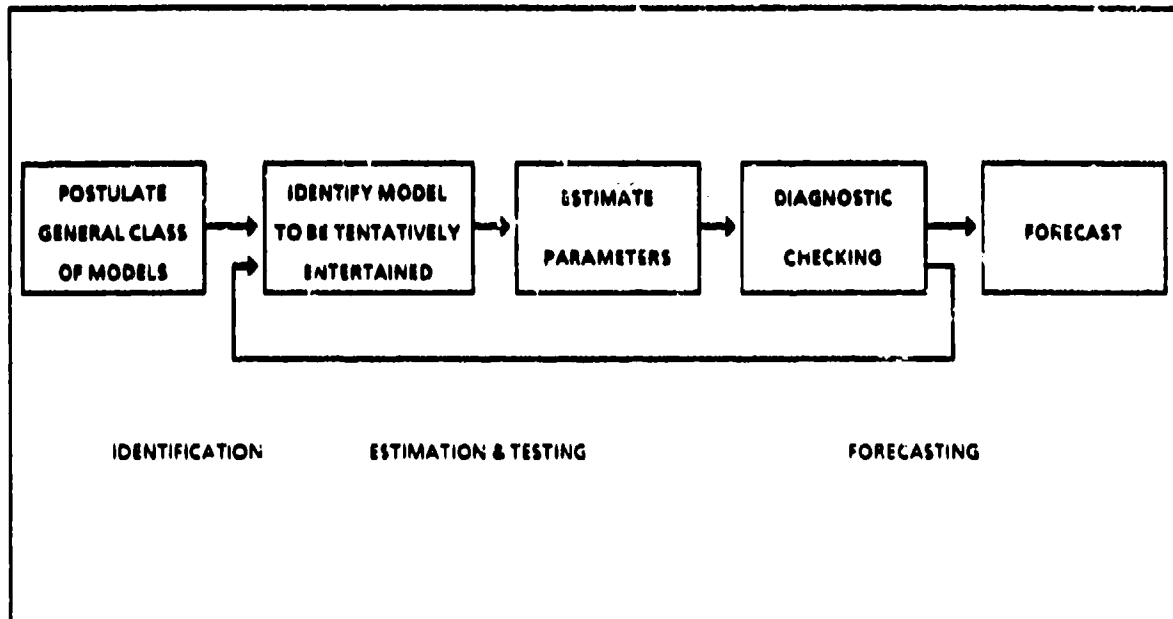 POSTULATE
GENERAL CLASS
OF MODELS
IDENTIFY MODEL
TO BE TENTATIVELY
ENTERTAINED
ESTIMATE
PARAMETERS
DIAGNOSTIC
CHECKING
FORECAST
IDENTIFICATION
ESTIMATION & TESTING
FORECASTING